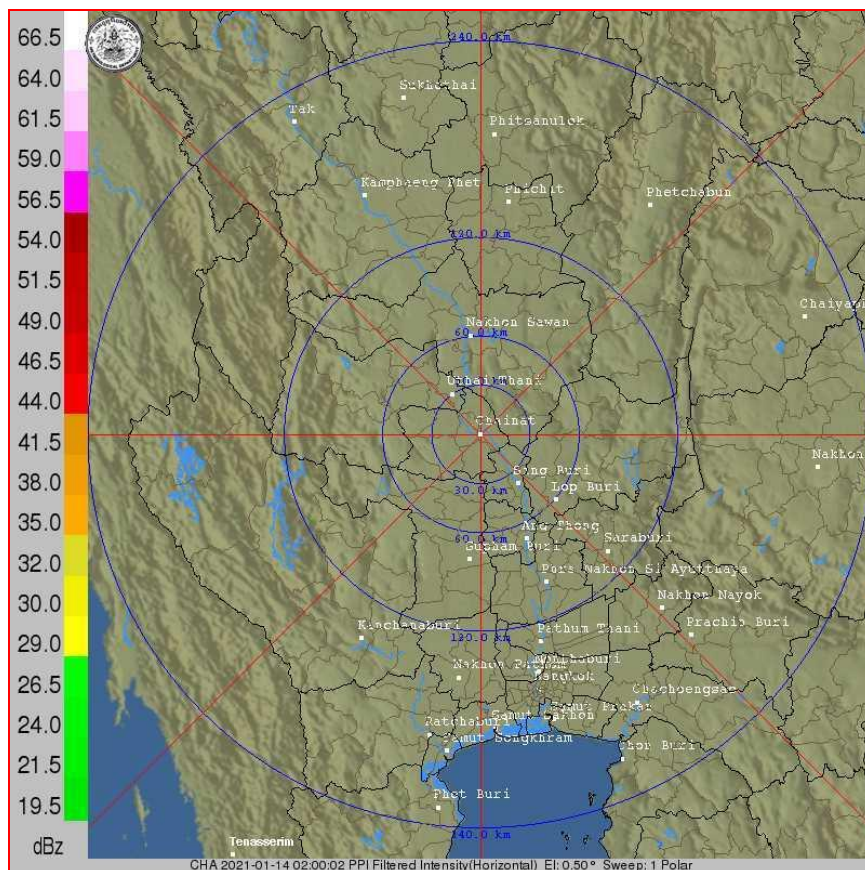 66.5
64.0
61.5
59.0
56.5
54.0
51.5
49.0
46.5
44.0
41.5
38.0
35.0
32.0
30.0
29.0
26.5
24.0
21.5
19.5
dBz
240.0 km
Sukhothai
Tak
Phitsanulok
Kamphaeng Phet
Phichit
Phetchabun
120.0 km
Chaiyaph
Nakhon Sawan
60.0 km
Uthai Thani
Chainat
Nakhon
Sing Buri
30.0 km
Lop Buri
Ang Thong
60.0 km
Suphan Buri
Saraburi
Pora Nakhon Si Ayutthaya
Nakhon Nayok
Kanchanaburi
120.0 km
Pathum Thani
Prachin Buri
Nonthaburi
Nakhon Pathom
Bangkok
Chachoengsao
Samut Prakan
Samut Sakhon
Ratchaburi
Samut Songkhram
Chon Buri
Phet Buri
240.0 km
Tenasserim
CHA 2021-01-14 02:00:02 PPI Filtered Intensity(Horizontal) El: 0.50° Sweep: 1 Polar